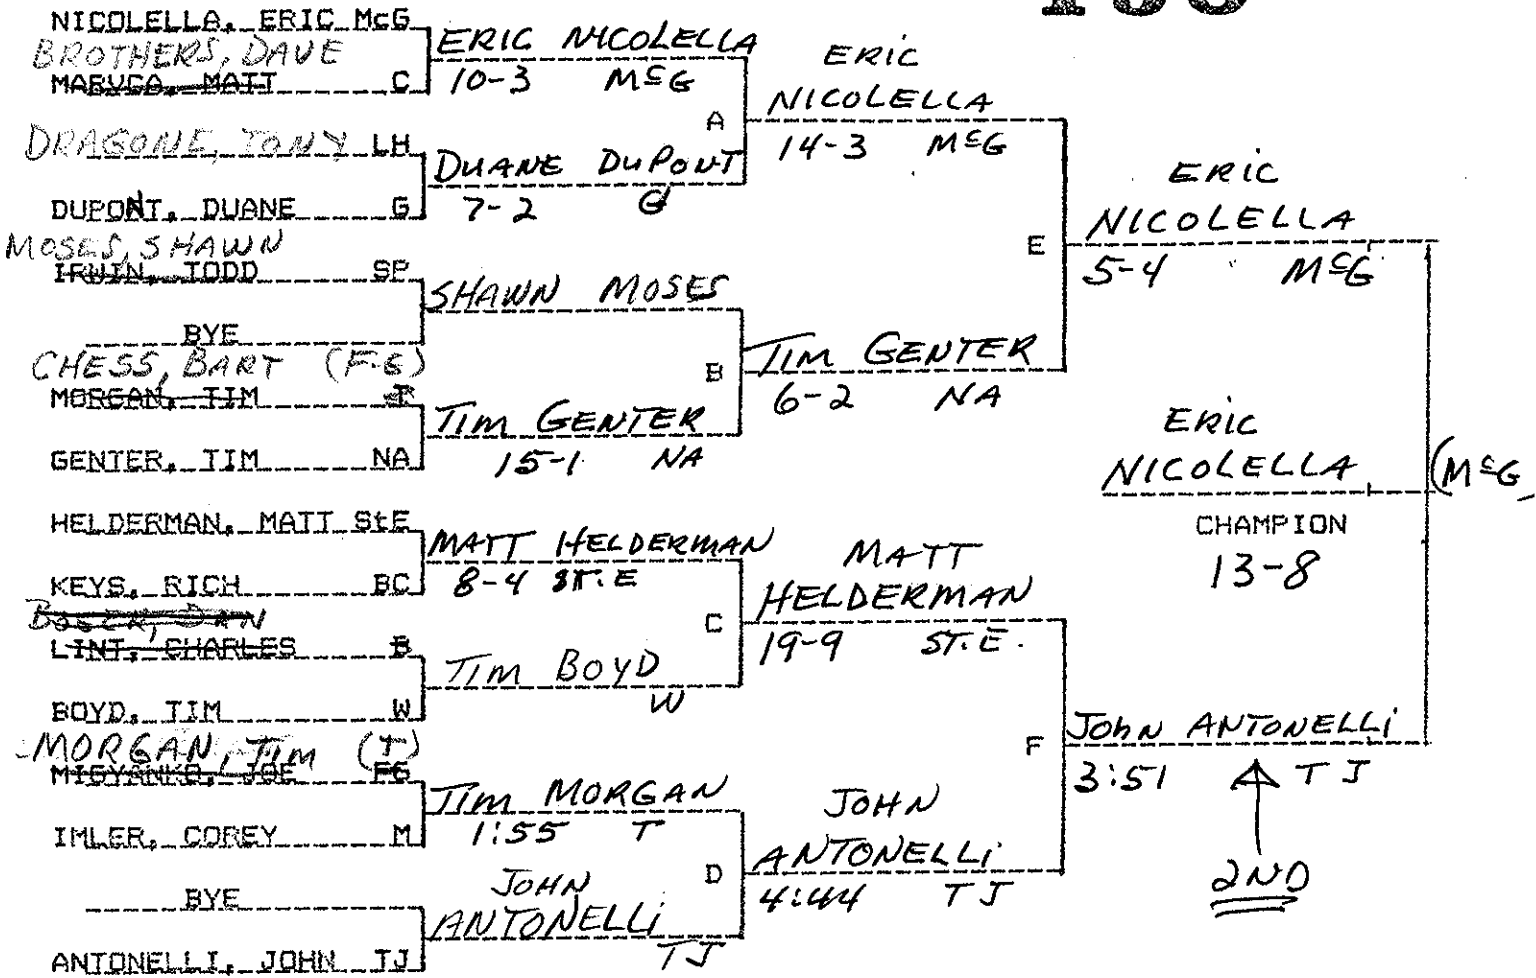 NICOLELLA, ERIC McG
BROTHERS, DAVE
MARUCA, MATT C
DRAGONE, TONY LH
DUPONT, DUANE G
MOSES, SHAWN
IRWIN, TODD SP
BYE
CHESS, BART (F-G)
MORGAN, TIM T
GENTER, TIM NA
HELDERMAN, MATT StE
KEYS, RICH BC
LINT, CHARLES B
BOYD, TIM W
MORGAN, TIM (T)
MIGYANKO, JOE FG
IMLER, COREY M
BYE
ANTONELLI, JOHN TJ
ERIC NICOLELLA
10-3 McG
DUANE DUPONT
7-2 G
SHAWN MOSES
TIM GENTER
15-1 NA
MATT HELDERMAN
8-4 ST.E
TIM BOYD
W
TIM MORGAN
1:55 T
JOHN
ANTONELLI
TJ
A
ERIC
NICOLELLA
14-3 McG
B
TIM GENTER
6-2 NA
C
MATT
HELDERMAN
19-9 ST.E.
D
JOHN
ANTONELLI
4:44 TJ
E
ERIC
NICOLELLA
5-4 McG
F
JOHN ANTONELLI
3:51 TJ
2ND
ERIC
NICOLELLA (McG
CHAMPION
13-8